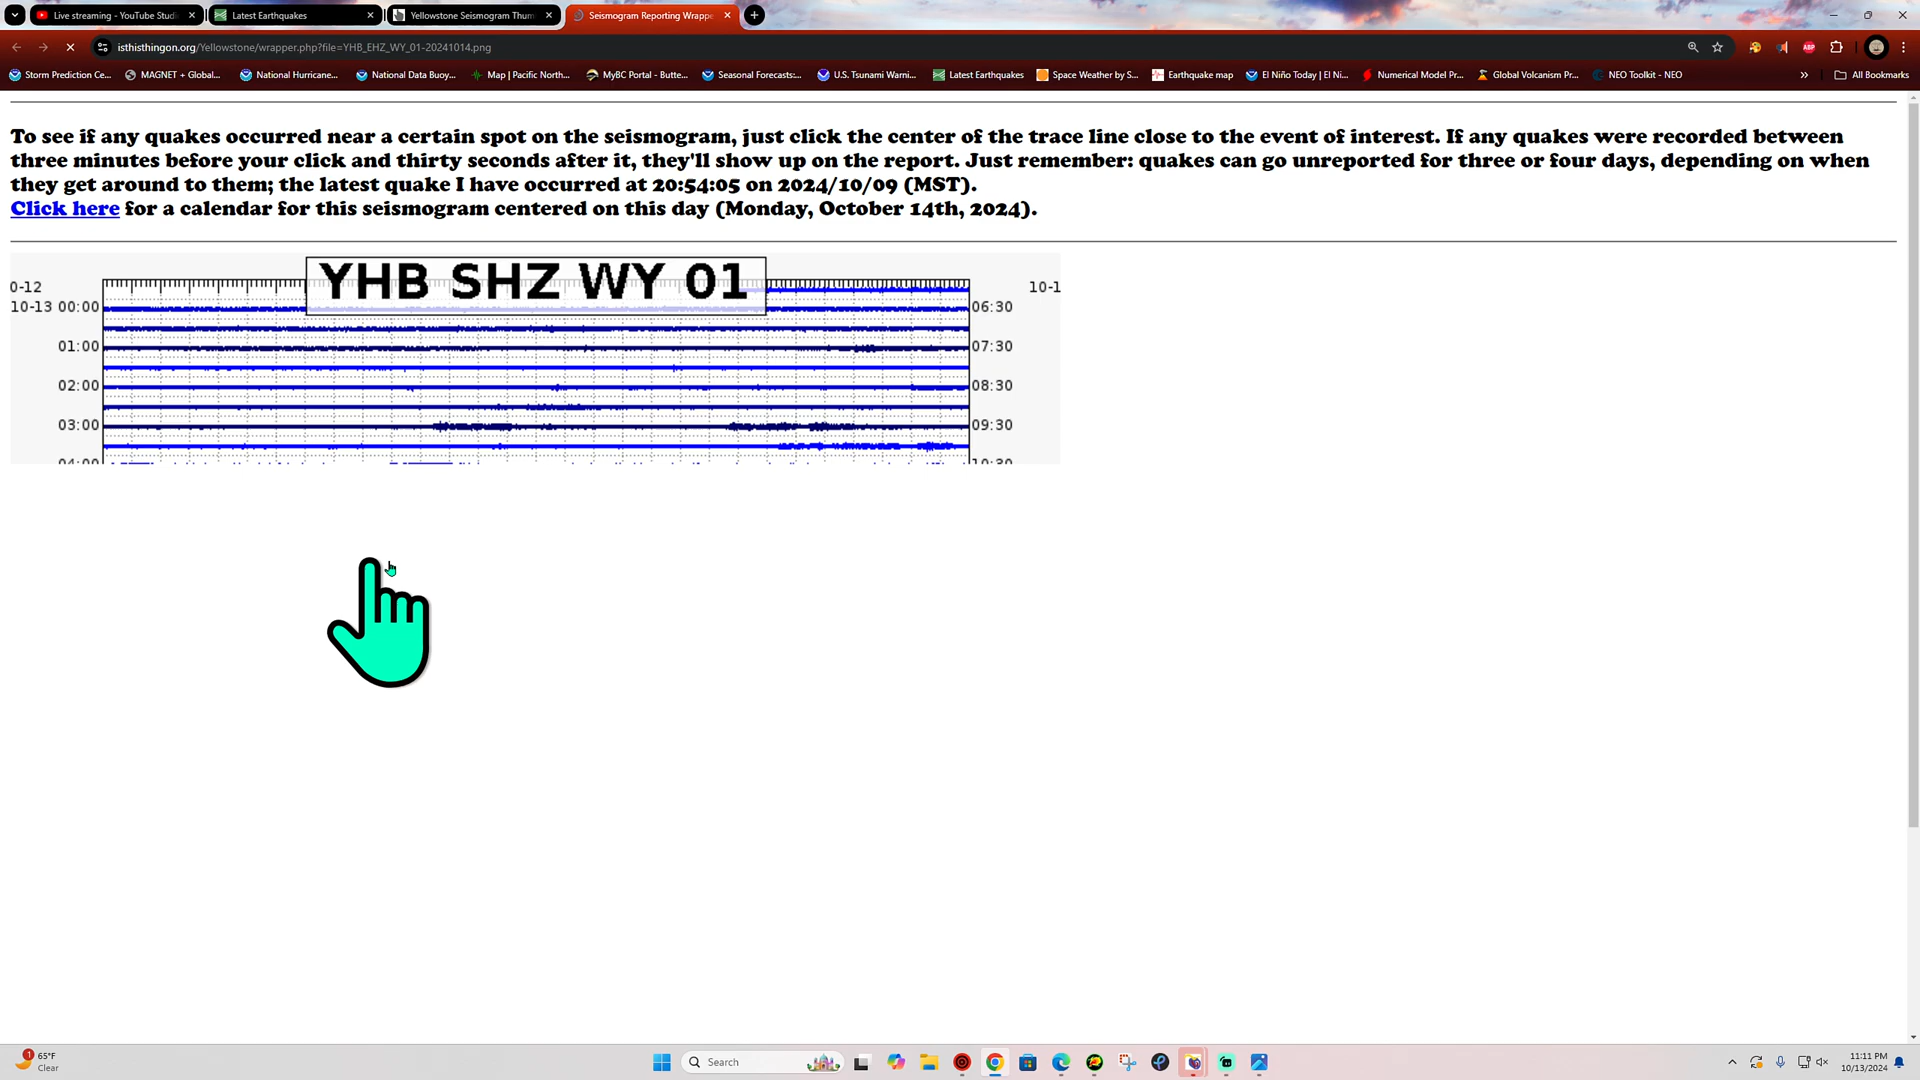 Live streaming - YouTube Studi
Latest Earthquakes
Yellowstone Seismogram Thum
Seismogram Reporting Wrappe
isthisthingon.org/Yellowstone/wrapper.php?file=YHB_EHZ_WY_01-20241014.png
Storm Prediction Ce...
MAGNET + Global...
National Hurricane...
National Data Buoy...
Map | Pacific North...
MyBC Portal - Butte...
Seasonal Forecasts:...
U.S. Tsunami Warni...
Latest Earthquakes
Space Weather by S...
Earthquake map
El Niño Today | El Ni...
Numerical Model Pr...
Global Volcanism Pr...
NEO Toolkit - NEO
All Bookmarks
To see if any quakes occurred near a certain spot on the seismogram, just click the center of the trace line close to the event of interest. If any quakes were recorded between
three minutes before your click and thirty seconds after it, they'll show up on the report. Just remember: quakes can go unreported for three or four days, depending on when
they get around to them; the latest quake I have occurred at 20:54:05 on 2024/10/09 (MST).
Click here for a calendar for this seismogram centered on this day (Monday, October 14th, 2024).
YHB SHZ WY 01
0-12
10-1
10-13 00:00
06:30
01:00
07:30
02:00
08:30
03:00
09:30
04:00
10:30
1
65°F
Clear
Search
ABP
11:11 PM
10/13/2024